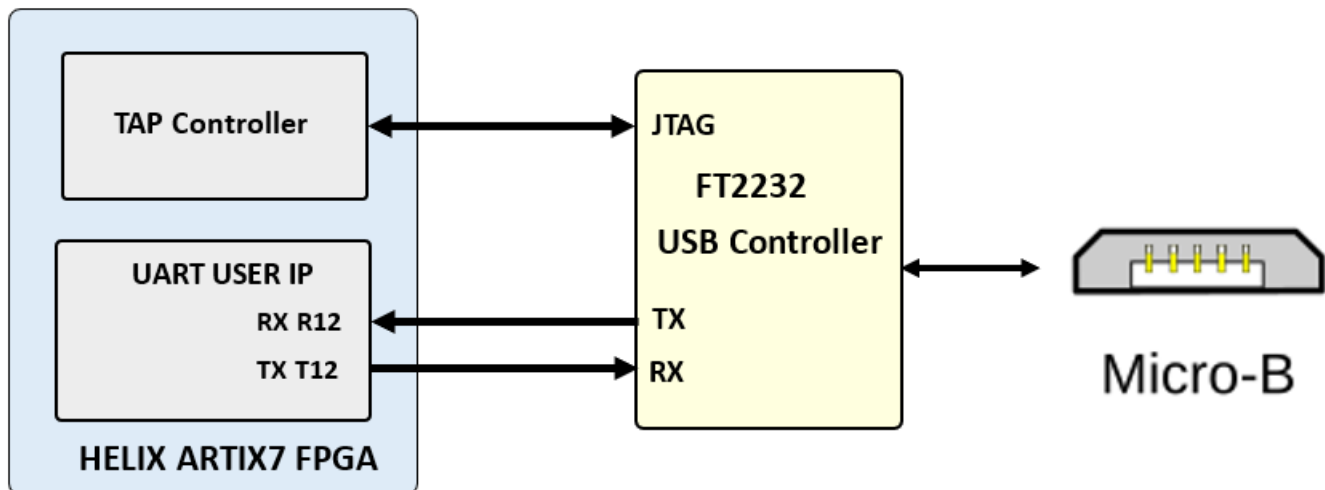 TAP Controller
UART USER IP
RX R12
TX T12
HELIX ARTIX7 FPGA
JTAG
FT2232
USB Controller
TX
RX
Micro-B